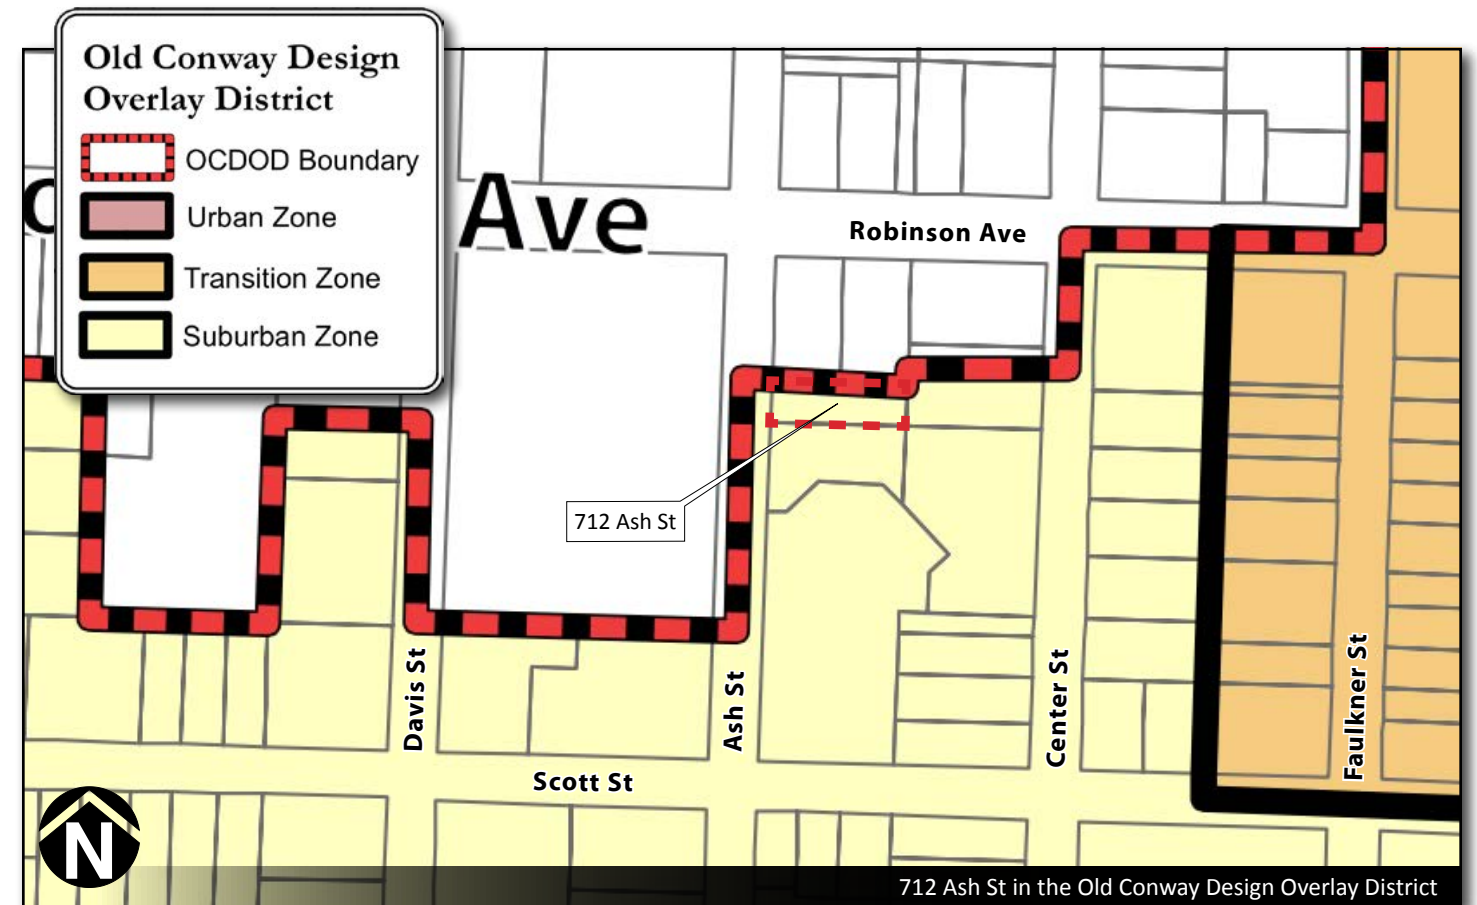 Old Conway Design
Overlay District
OCDOD Boundary
Urban Zone
Transition Zone
Suburban Zone
Ave
Robinson Ave
712 Ash St
Davis St
Ash St
Center St
Faulkner St
Scott St
N
712 Ash St in the Old Conway Design Overlay District